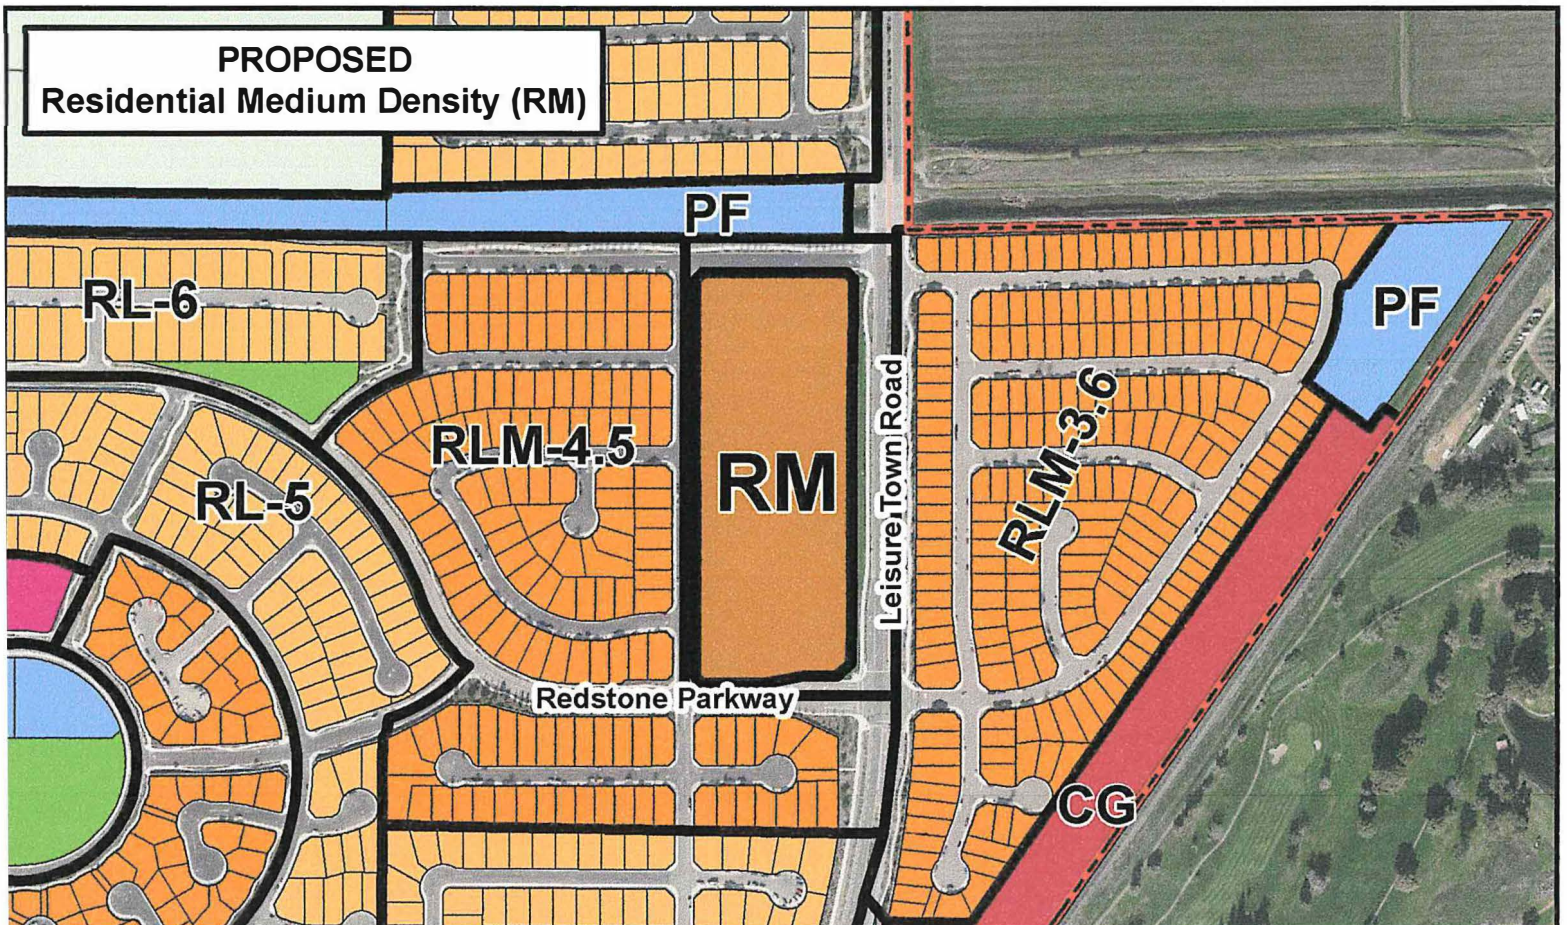 PROPOSED
Residential Medium Density (RM)
PF
RL-6
PF
RLM-4.5
RM
Leisure Town Road
RLM-3.6
RL-5
Redstone Parkway
CG